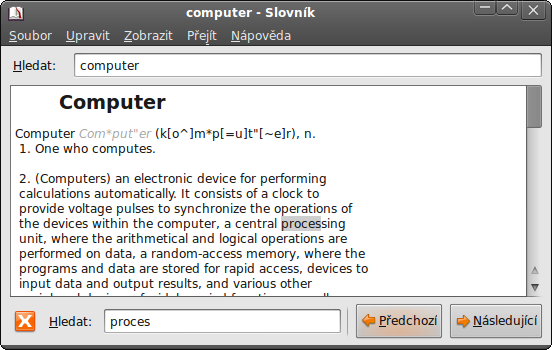 computer - Slovník
Soubor Upravit Zobrazit Přejít Nápověda
Hledat: computer
Computer
Computer Com*put"er (k[o^]m*p[=u]t"[~e]r), n.
1. One who computes.
2. (Computers) an electronic device for performing
calculations automatically. It consists of a clock to
provide voltage pulses to synchronize the operations of
the devices within the computer, a central processing
unit, where the arithmetical and logical operations are
performed on data, a random-access memory, where the
programs and data are stored for rapid access, devices to
input data and output results, and various other
Hledat: proces Předchozí Následující